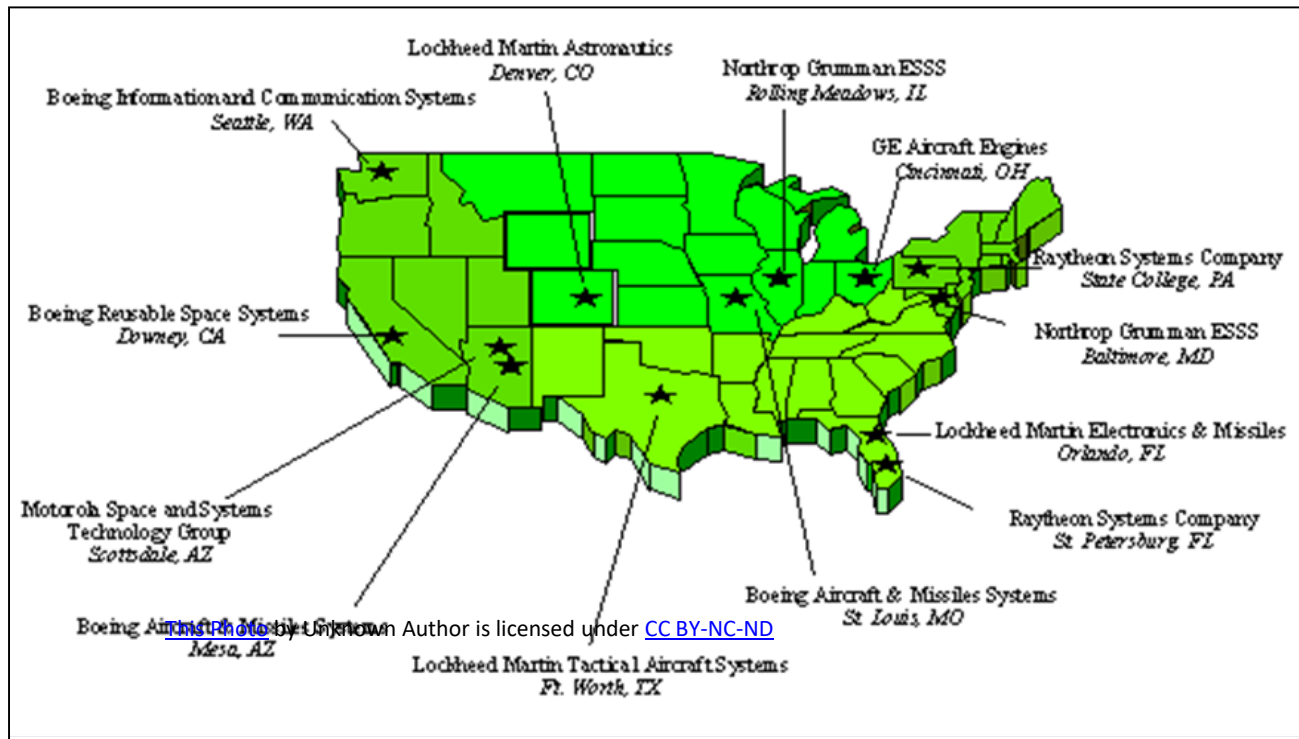 Lockheed Martin Astronautics
Denver, CO
Northrop Grumman ESSS
Rolling Meadows, IL
Boeing Information and Communication Systems
Seattle, WA
GE Aircraft Engines
Cincinnati, OH
Raytheon Systems Company
State College, PA
Boeing Reusable Space Systems
Downey, CA
Northrop Grumman ESSS
Baltimore, MD
Lockheed Martin Electronics & Missiles
Orlando, FL
Motorola Space and Systems
Technology Group
Scottsdale, AZ
Raytheon Systems Company
St. Petersburg, FL
Boeing Aircraft & Missiles Systems
St. Louis, MO
Boeing Aircraft & Missiles Systems
Mesa, AZ
This Photo by Unknown Author is licensed under CC BY-NC-ND
Lockheed Martin Tactical Aircraft Systems
Ft. Worth, TX